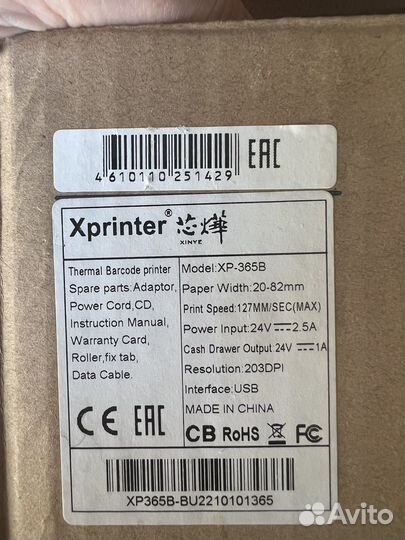 4 610110 251429
EAC
Xprinter® 芯烨
XINYE
Thermal Barcode printer
Spare parts:Adaptor,
Power Cord,CD,
Instruction Manual,
Warranty Card,
Roller,fix tab,
Data Cable.
Model:XP-365B
Paper Width:20-82mm
Print Speed:127MM/SEC(MAX)
Power Input:24V⎓2.5A
Cash Drawer Output:24V⎓1A
Resolution:203DPI
Interface:USB
MADE IN CHINA
CE EAC
CB RoHS FC
XP365B-BU2210101365
Avito